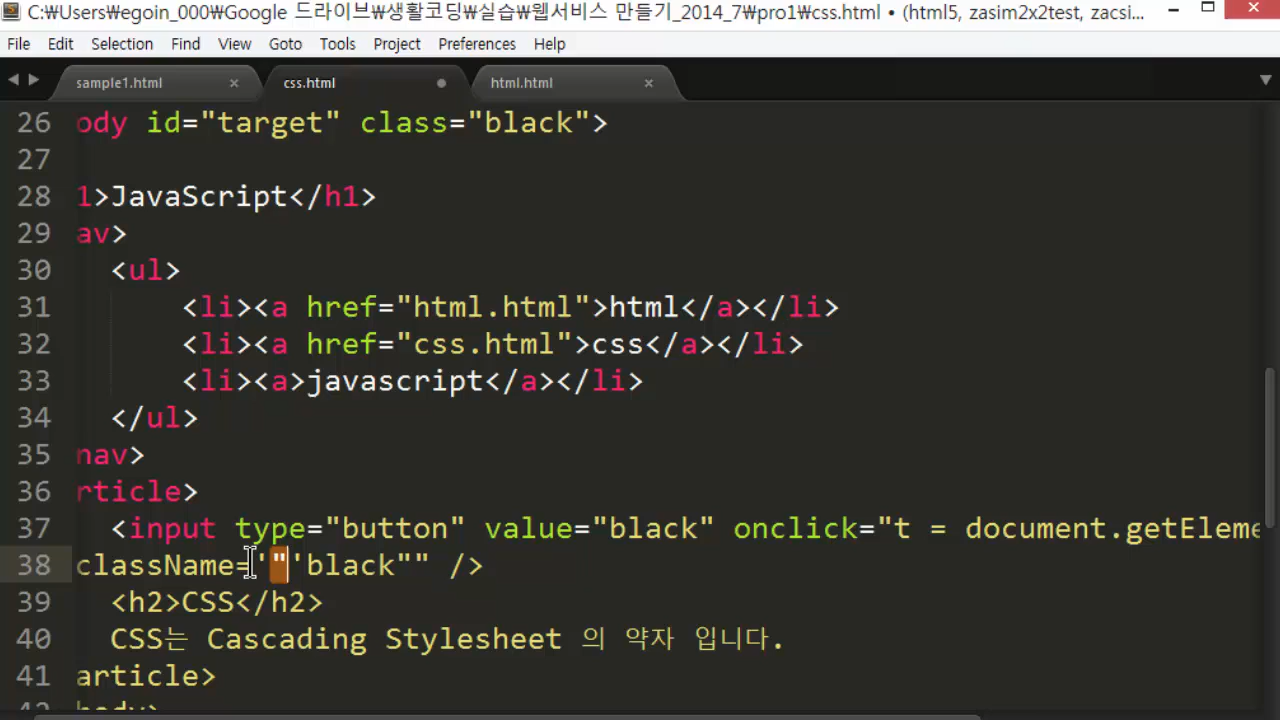 C:₩Users₩egoin_000₩Google 드라이브₩생활코딩₩실습₩웹서비스 만들기_2014_7₩pro1₩css.html • (html5, zasim2x2test, zacsi...
File Edit Selection Find View Goto Tools Project Preferences Help
sample1.html css.html html.html
26 ody id="target" class="black">
27
28 1>JavaScript</h1>
29 av>
30 <ul>
31 <li><a href="html.html">html</a></li>
32 <li><a href="css.html">css</a></li>
33 <li><a>javascript</a></li>
34 </ul>
35 nav>
36 rticle>
37 <input type="button" value="black" onclick="t = document.getEleme
38 className='"'black"" />
39 <h2>CSS</h2>
40 CSS는 Cascading Stylesheet 의 약자 입니다.
41 article>
42 body>